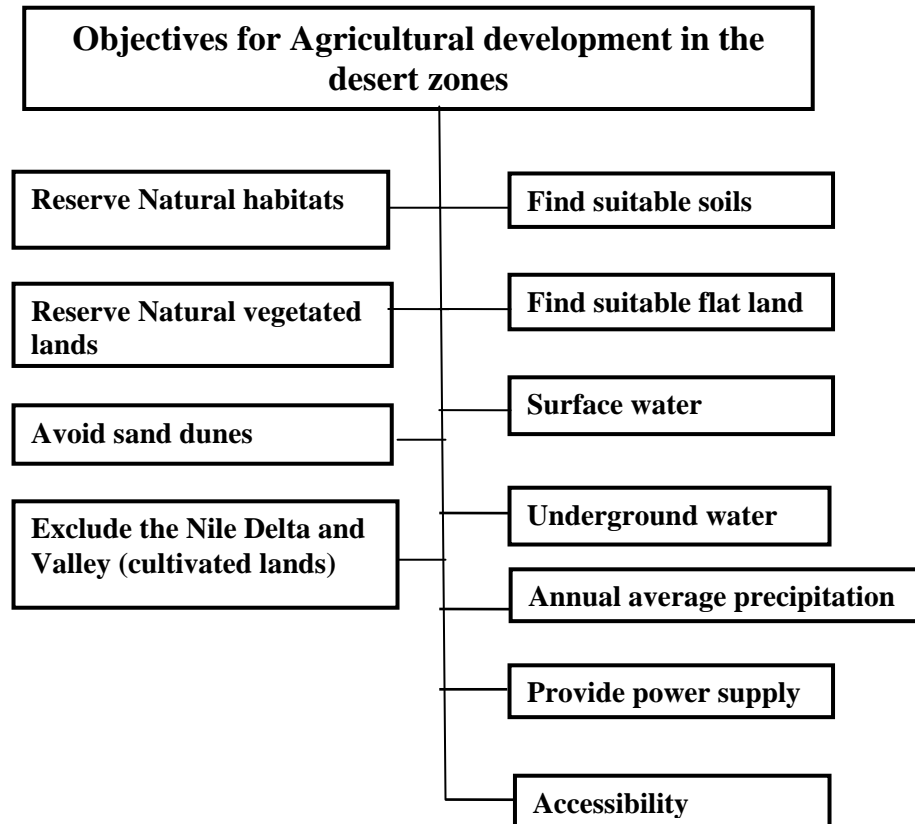 Objectives for Agricultural development in the
desert zones
Reserve Natural habitats
Find suitable soils
Reserve Natural vegetated
lands
Find suitable flat land
Avoid sand dunes
Surface water
Exclude the Nile Delta and
Valley (cultivated lands)
Underground water
Annual average precipitation
Provide power supply
Accessibility